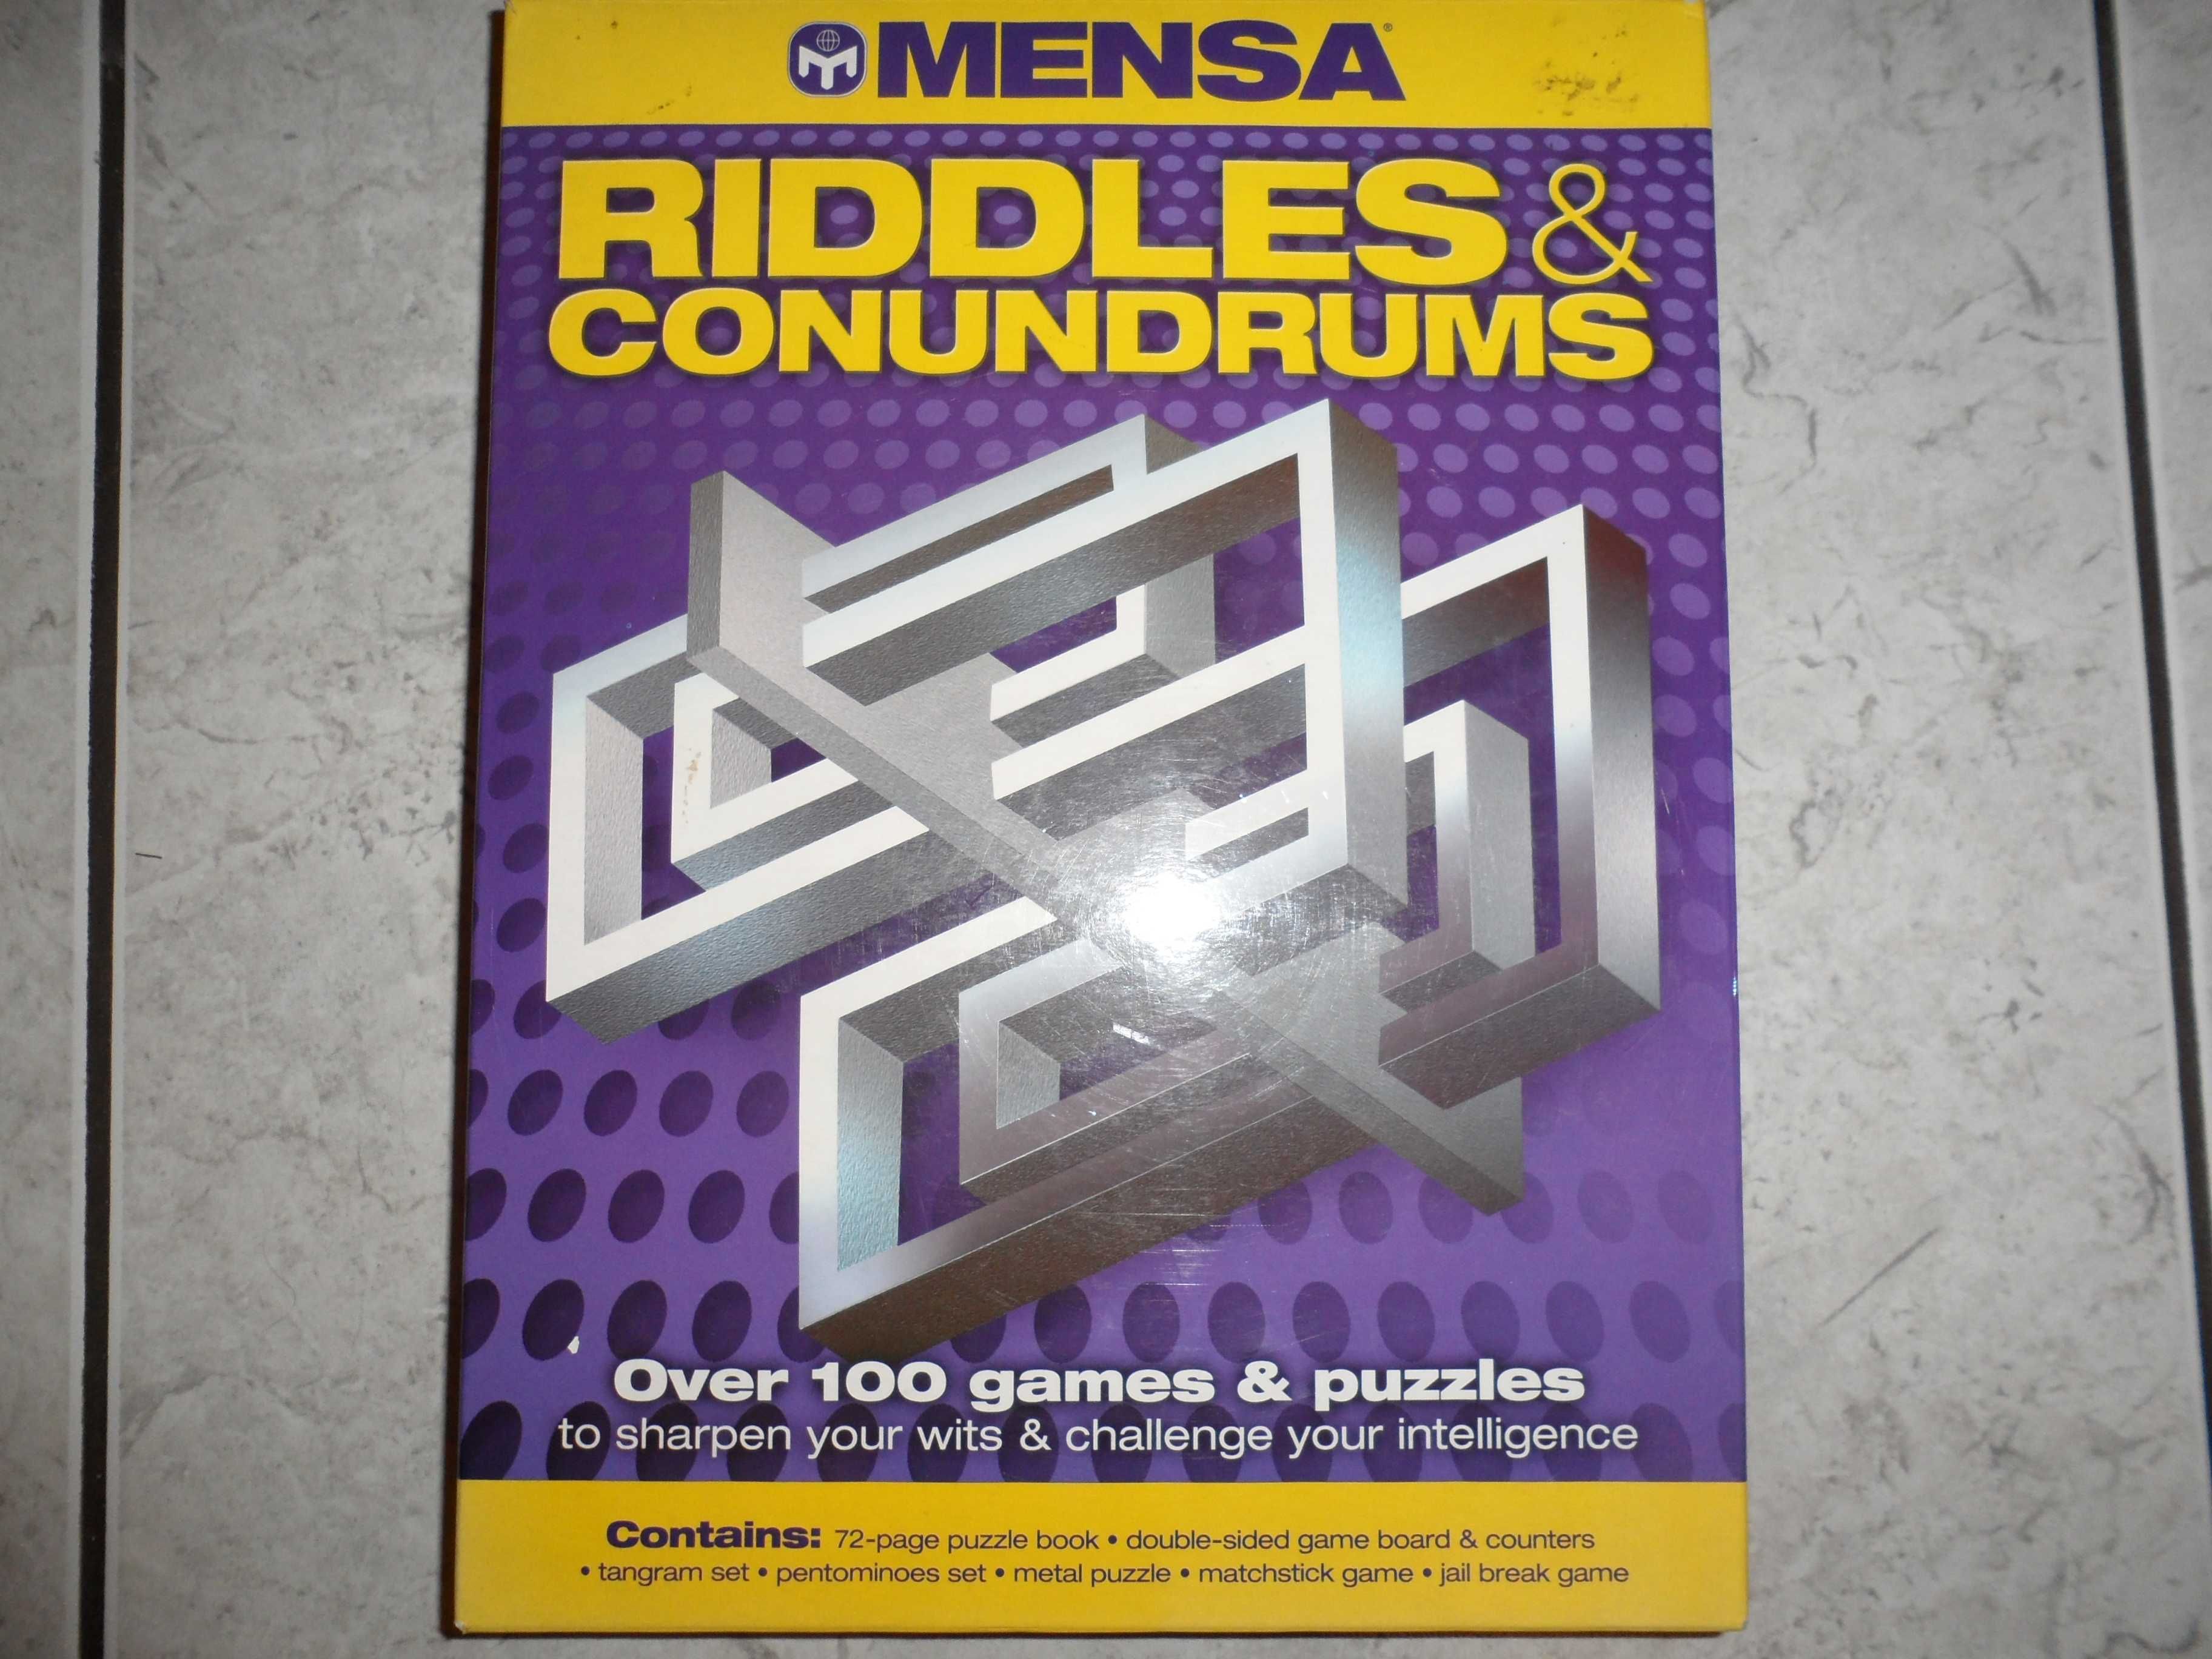 MENSA®
RIDDLES &
CONUNDRUMS
Over 100 games & puzzles
to sharpen your wits & challenge your intelligence
Contains: 72-page puzzle book • double-sided game board & counters
• tangram set • pentominoes set • metal puzzle • matchstick game • jail break game